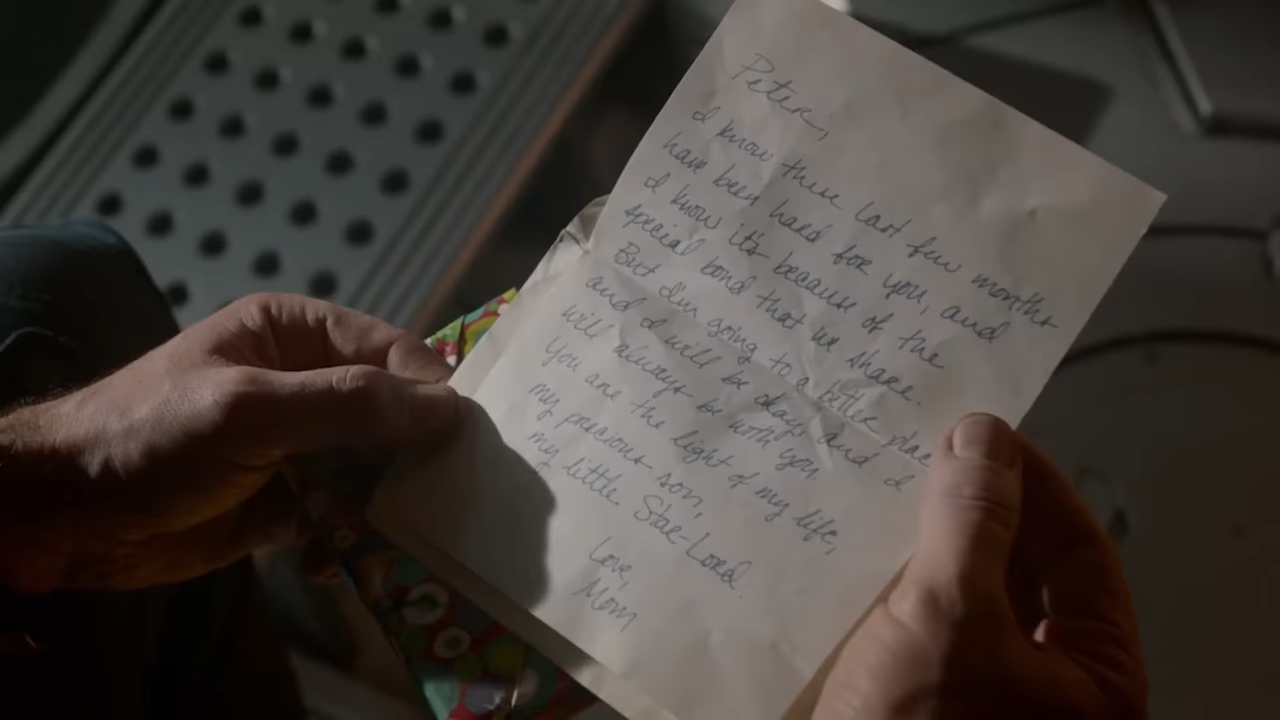 Peter,
I know these last few months
have been hard for you, and
I know it's because of the
special bond that we share.
But I'm going to a better place
and I will be okay. and I
will always be with you.
You are the light of my life,
my precious son,
my little Star-Lord.
Love,
Mom